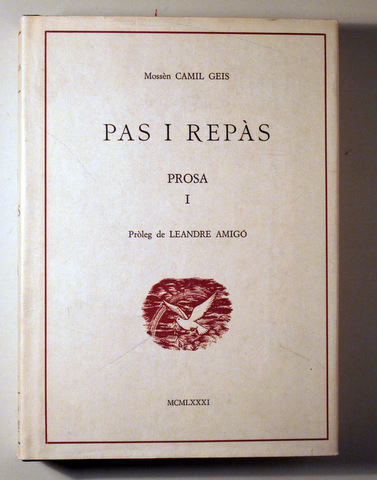 Mossèn CAMIL GEIS
PAS I REPÀS
PROSA
I
Pròleg de LEANDRE AMIGÓ
MCMLXXXI